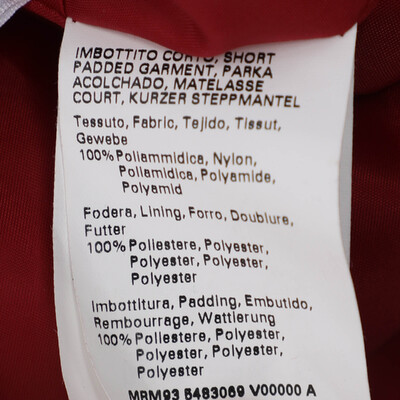 IMBOTTITO CORTO, SHORT
PADDED GARMENT, PARKA
ACOLCHADO, MATELASSE
COURT, KURZER STEPPMANTEL
Tessuto, Fabric, Tejido, Tissut,
Gewebe
100% Poliammidica, Nylon,
Poliamidica, Polyamide,
Polyamid
Fodera, Lining, Forro, Doublure,
Futter
100% Poliestere, Polyester,
Polyester, Polyester,
Polyester
Imbottitura, Padding, Embutido,
Rembourrage, Wattierung
100% Poliestere, Polyester,
Polyester, Polyester,
Polyester
MRM93 5483069 V00000 A